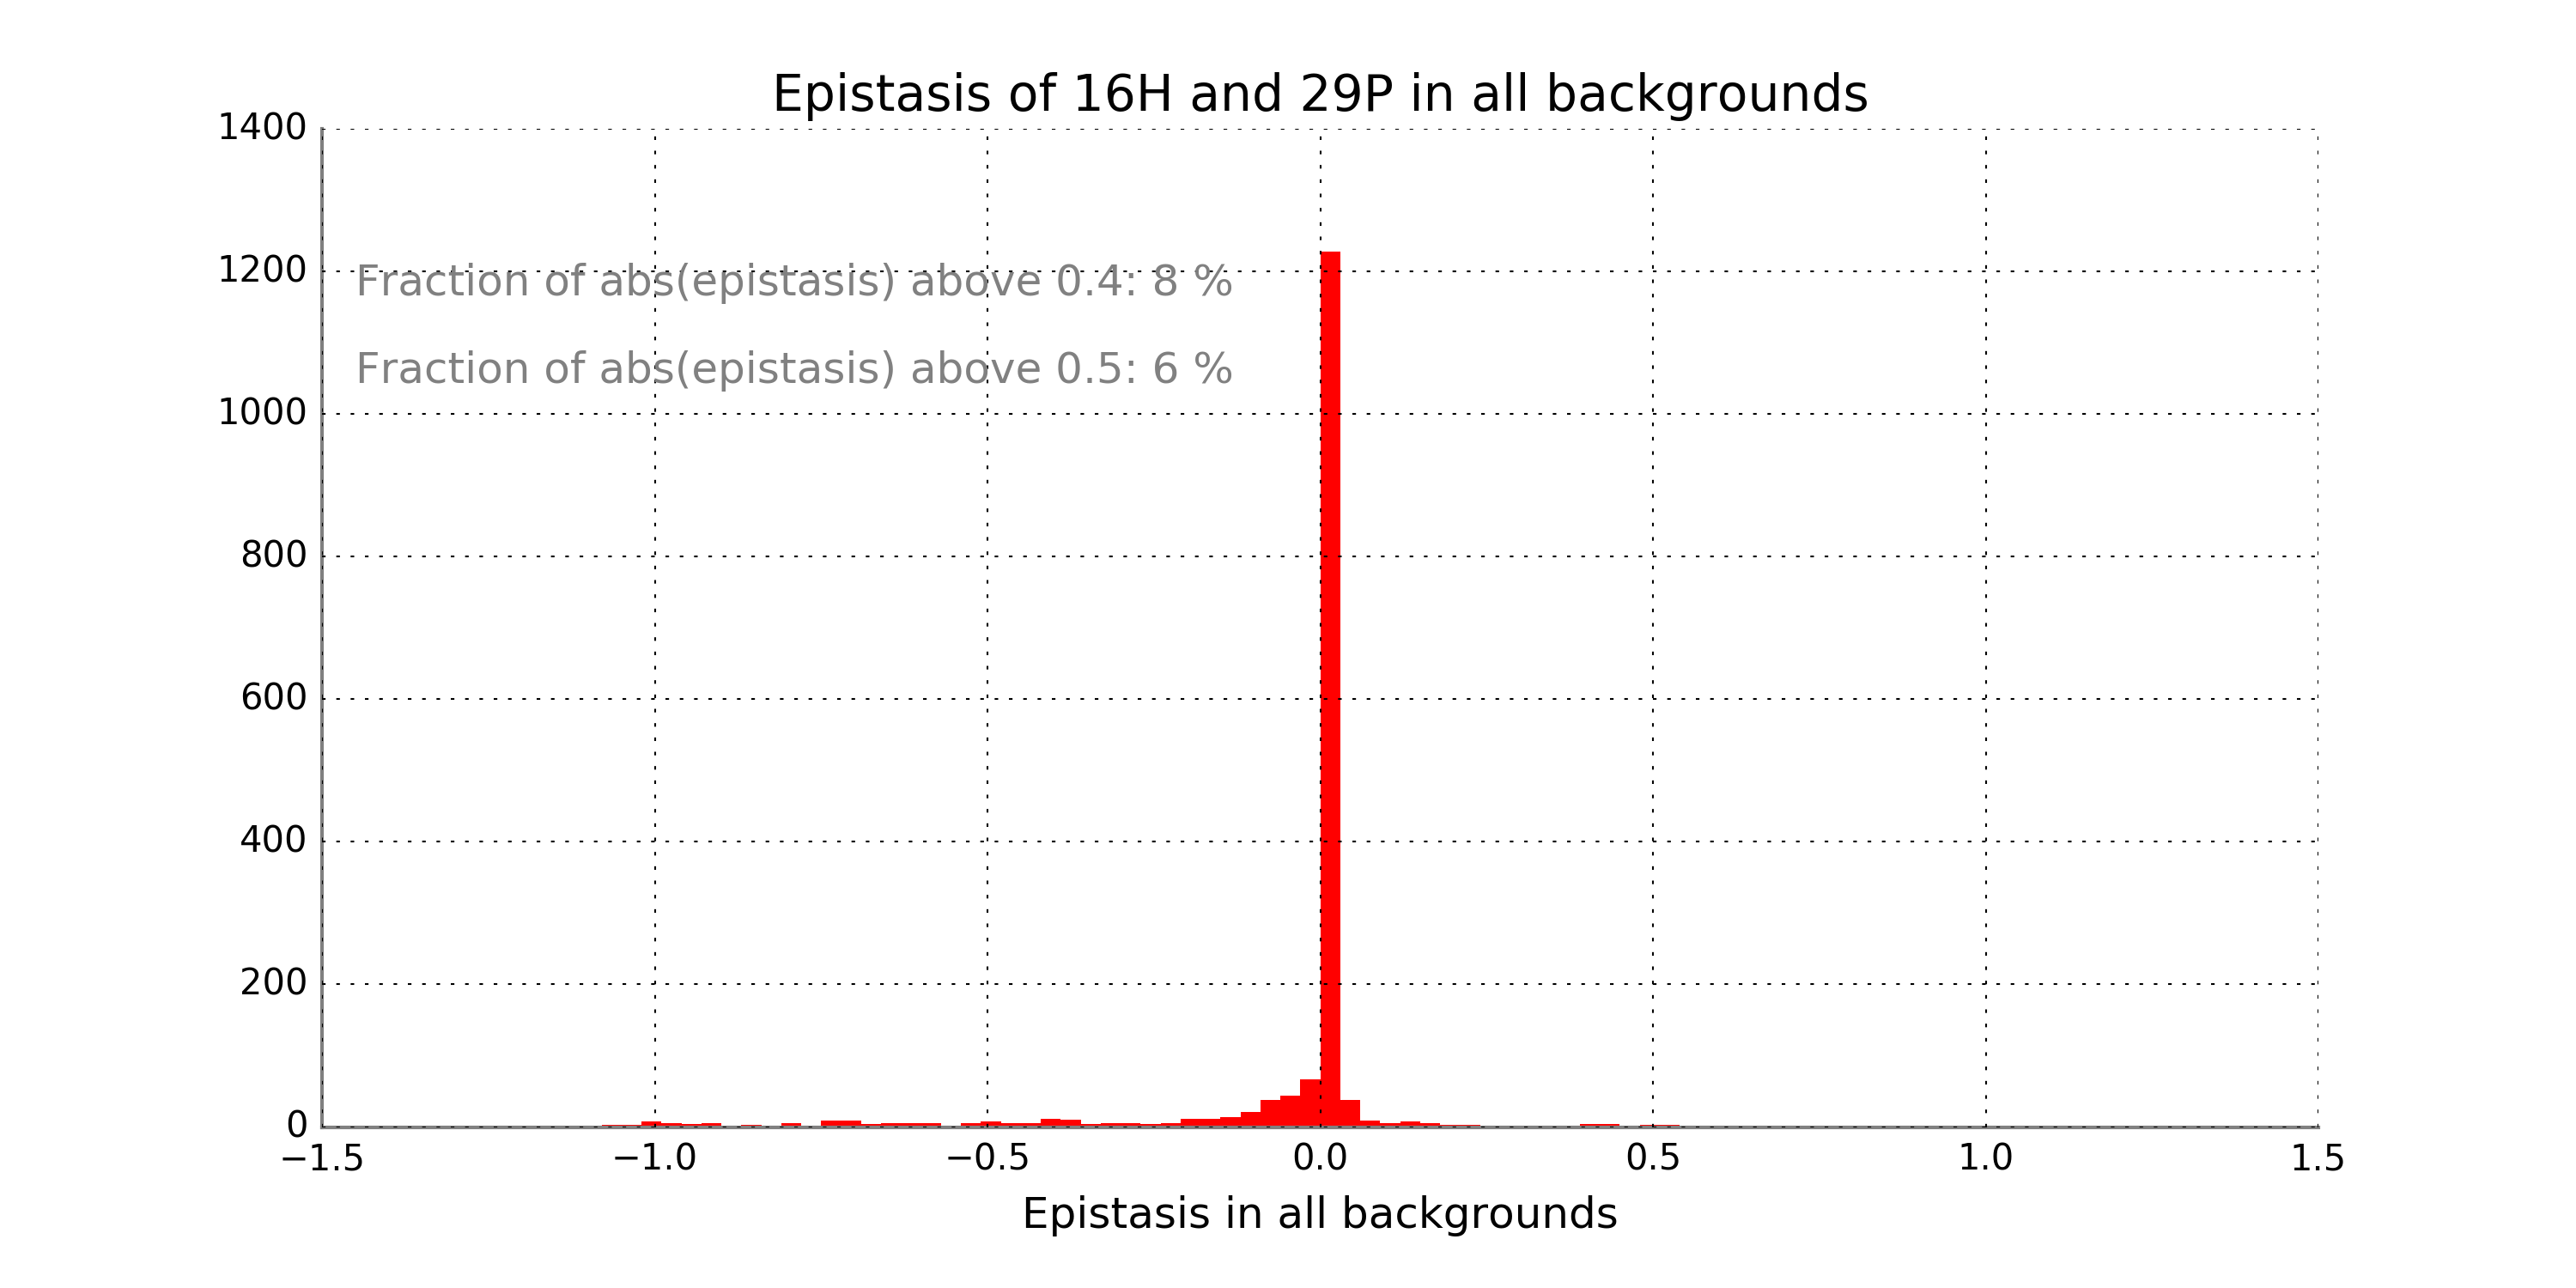 Epistasis of 16H and 29P in all backgrounds
1400
1200
Fraction of abs(epistasis) above 0.4: 8 %
Fraction of abs(epistasis) above 0.5: 6 %
1000
800
600
400
200
0
−1.5 −1.0 −0.5 0.0 0.5 1.0 1.5
Epistasis in all backgrounds